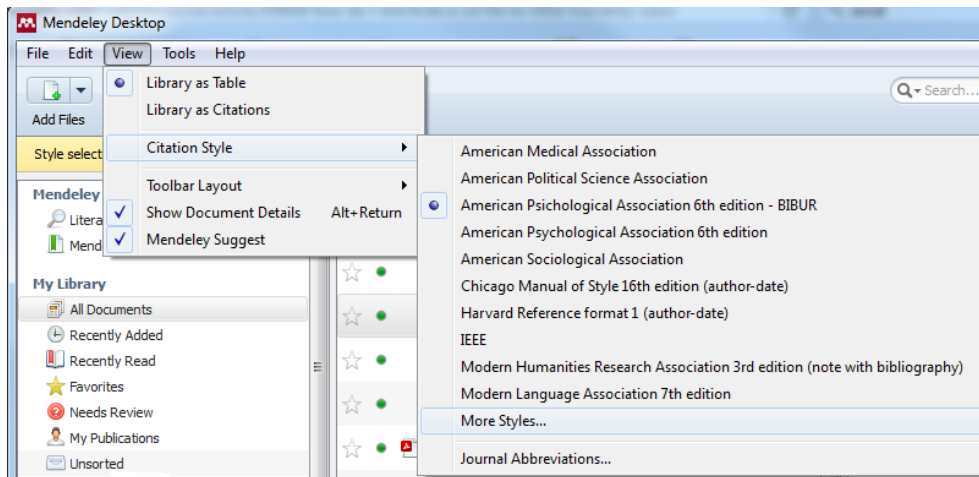 Mendeley Desktop
File Edit View Tools Help
Add Files
Search...
Style select
Library as Table
Library as Citations
Citation Style
Toolbar Layout
Show Document Details Alt+Return
Mendeley Suggest
American Medical Association
American Political Science Association
American Psichological Association 6th edition - BIBUR
American Psychological Association 6th edition
American Sociological Association
Chicago Manual of Style 16th edition (author-date)
Harvard Reference format 1 (author-date)
IEEE
Modern Humanities Research Association 3rd edition (note with bibliography)
Modern Language Association 7th edition
More Styles...
Journal Abbreviations...
Mendeley
Litera
Mend
My Library
All Documents
Recently Added
Recently Read
Favorites
Needs Review
My Publications
Unsorted